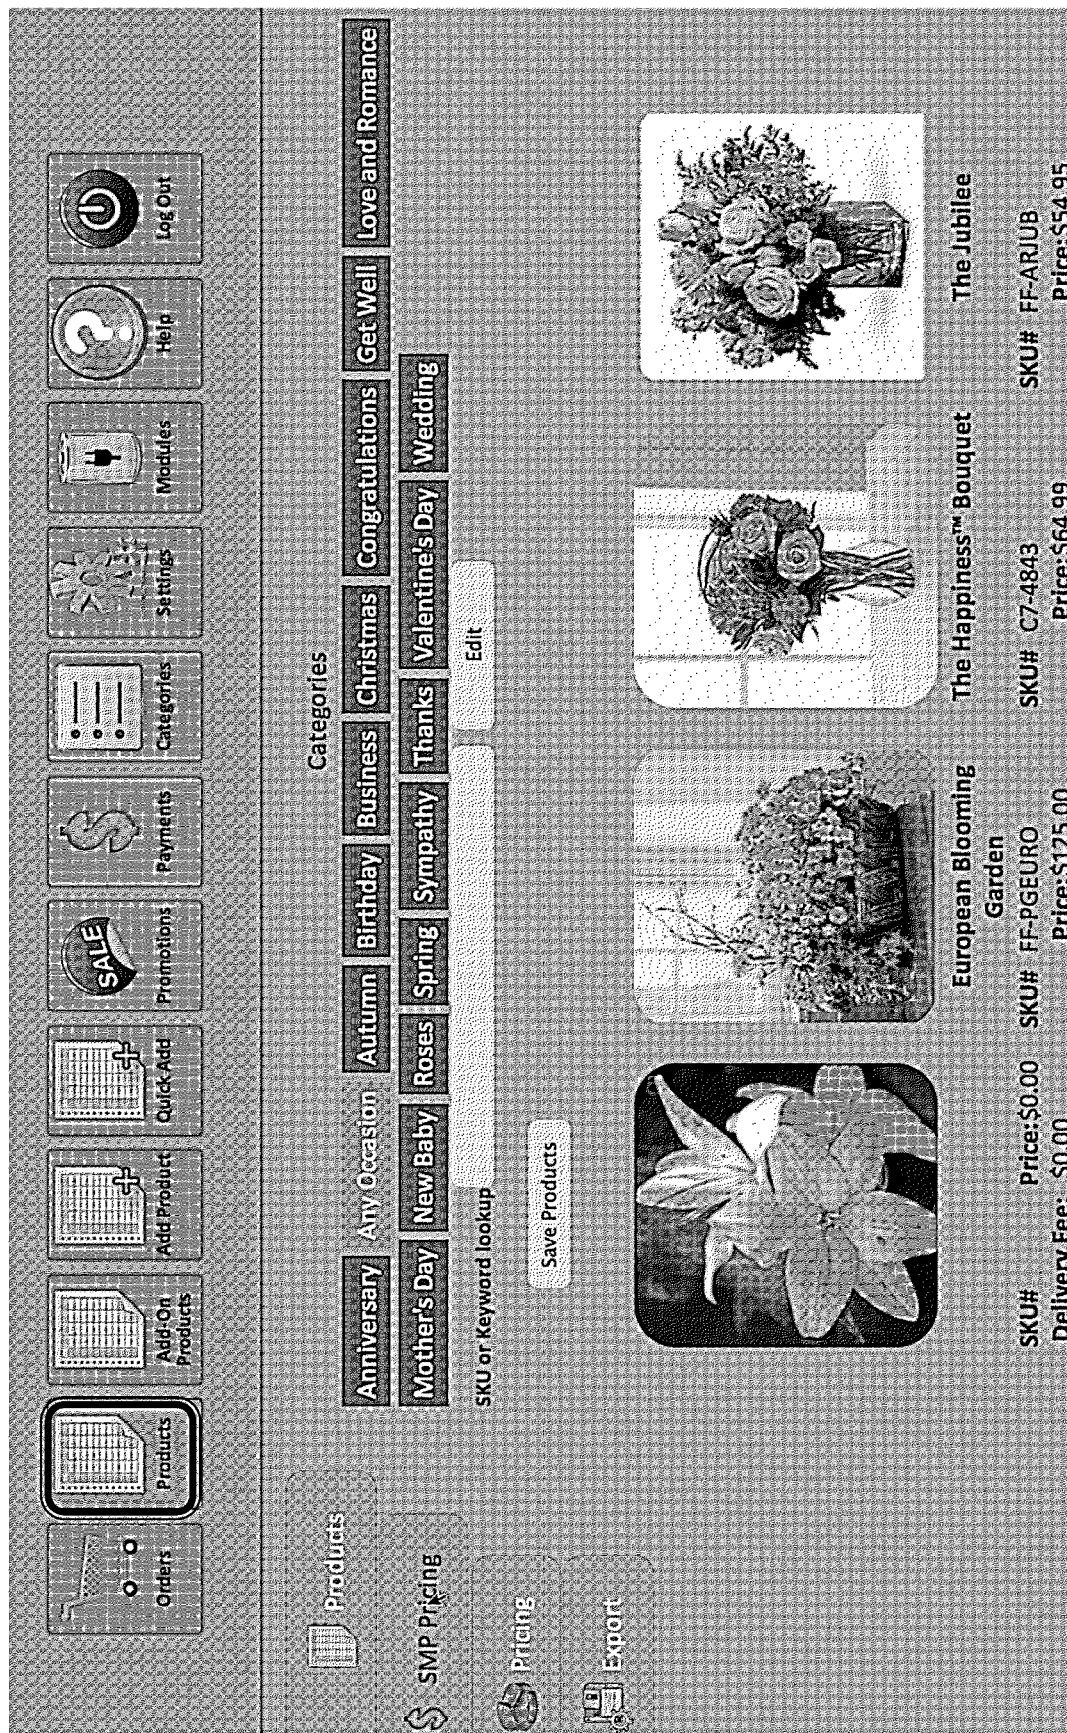 Orders
Products
Add-On
Products
Add Product
Quick Add
SALE
Promotions
Payments
Categories
Settings
Modules
?
Help
Log Out
Products
SMP Pricing
Pricing
Export
Categories
Anniversary Any Occasion Autumn Birthday Business Christmas Congratulations Get Well Love and Romance
Mother's Day New Baby Roses Spring Sympathy Thanks Valentine's Day Wedding
SKU or Keyword lookup Edit
Save Products
SKU# Price:$0.00
Delivery Fee: $0.00
European Blooming
Garden
SKU# FF-PGEURO
Price:$125.00
The Happiness™ Bouquet
SKU# C7-4843
Price:$64.99
The Jubilee
SKU# FF-ARJUB
Price:$54.95